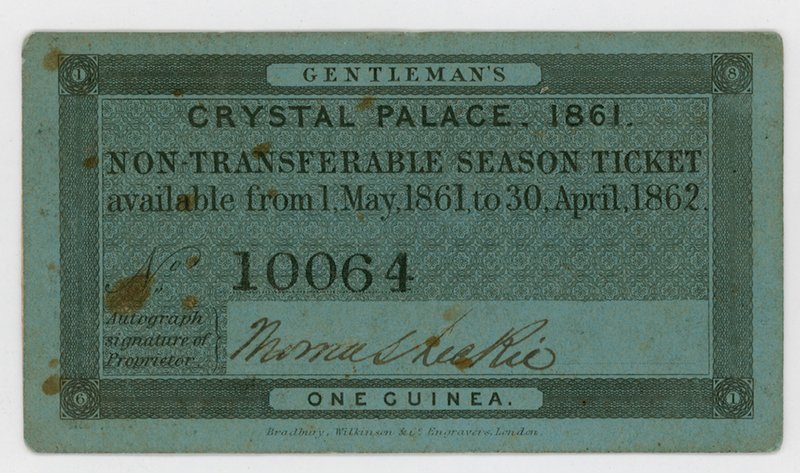 1 GENTLEMAN'S 8
CRYSTAL PALACE. 1861.
NON-TRANSFERABLE SEASON TICKET
available from 1, May, 1861, to 30, April, 1862.
No. 10064
Autograph
signature of
Proprietor.
Thomas Leckie
6 ONE GUINEA. 1
Bradbury, Wilkinson & Co. Engravers, London.